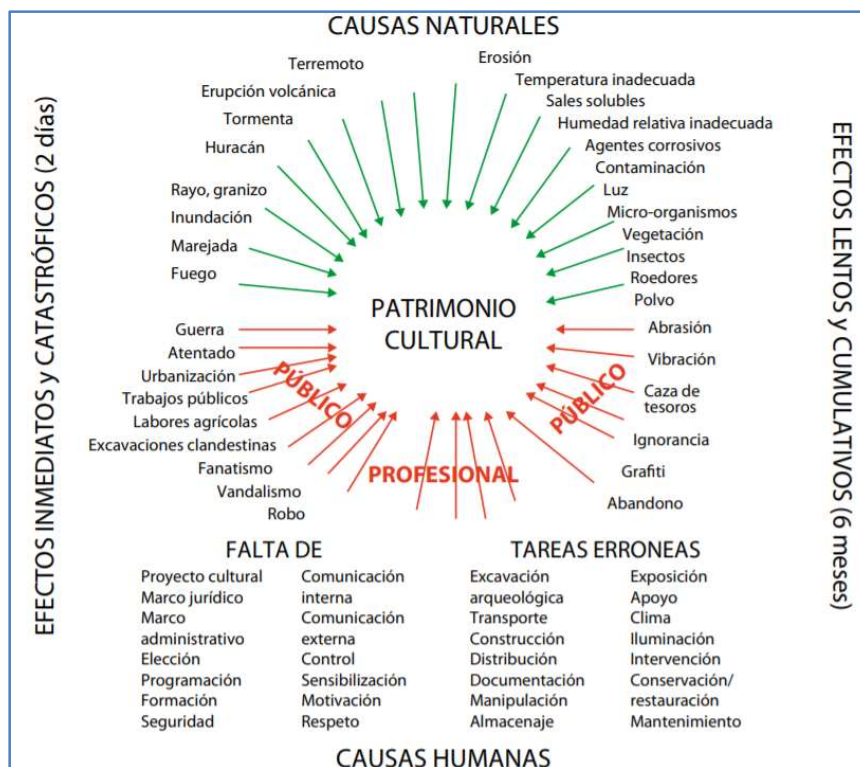 CAUSAS NATURALES
EFECTOS INMEDIATOS y CATASTRÓFICOS (2 días)
Terremoto
Erupción volcánica
Tormenta
Huracán
Rayo, granizo
Inundación
Marejada
Fuego
Erosión
Temperatura inadecuada
Sales solubles
Humedad relativa inadecuada
Agentes corrosivos
Contaminación
Luz
Micro-organismos
Vegetación
Insectos
Roedores
Polvo
EFECTOS LENTOS y CUMULATIVOS (6 meses)
PATRIMONIO
CULTURAL
Guerra
Atentado
Urbanización
Trabajos públicos
Labores agrícolas
Excavaciones clandestinas
Fanatismo
Vandalismo
Robo
PÚBLICO
PROFESIONAL
PÚBLICO
Abrasión
Vibración
Caza de
tesoros
Ignorancia
Grafiti
Abandono
FALTA DE
Proyecto cultural
Marco jurídico
Marco
administrativo
Elección
Programación
Formación
Seguridad
Comunicación
interna
Comunicación
externa
Control
Sensibilización
Motivación
Respeto
TAREAS ERRONEAS
Excavación
arqueológica
Transporte
Construcción
Distribución
Documentación
Manipulación
Almacenaje
Exposición
Apoyo
Clima
Iluminación
Intervención
Conservación/
restauración
Mantenimiento
CAUSAS HUMANAS